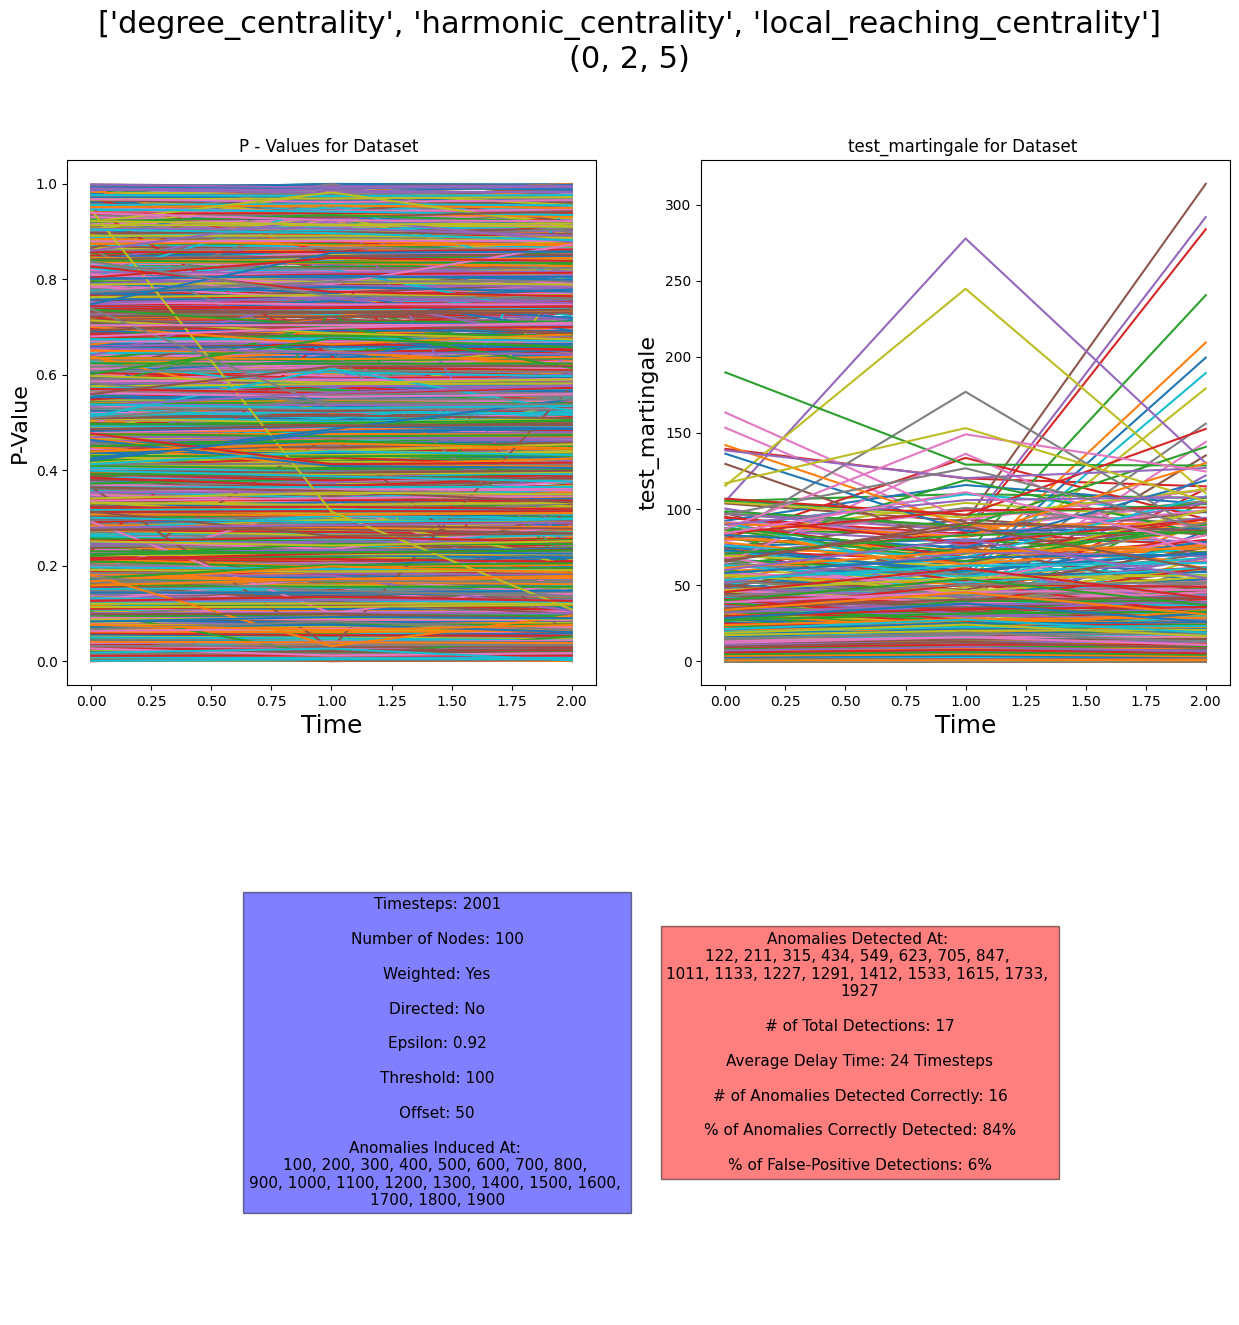 ['degree_centrality', 'harmonic_centrality', 'local_reaching_centrality']
(0, 2, 5)
P - Values for Dataset
1.0
0.8
0.6
0.4
0.2
0.0
P-Value
0.00 0.25 0.50 0.75 1.00 1.25 1.50 1.75 2.00
Time
test_martingale for Dataset
300
250
200
150
100
50
0
test_martingale
0.00 0.25 0.50 0.75 1.00 1.25 1.50 1.75 2.00
Time
Timesteps: 2001
Number of Nodes: 100
Weighted: Yes
Directed: No
Epsilon: 0.92
Threshold: 100
Offset: 50
Anomalies Induced At:
100, 200, 300, 400, 500, 600, 700, 800,
900, 1000, 1100, 1200, 1300, 1400, 1500, 1600,
1700, 1800, 1900
Anomalies Detected At:
122, 211, 315, 434, 549, 623, 705, 847,
1011, 1133, 1227, 1291, 1412, 1533, 1615, 1733,
1927
# of Total Detections: 17
Average Delay Time: 24 Timesteps
# of Anomalies Detected Correctly: 16
% of Anomalies Correctly Detected: 84%
% of False-Positive Detections: 6%